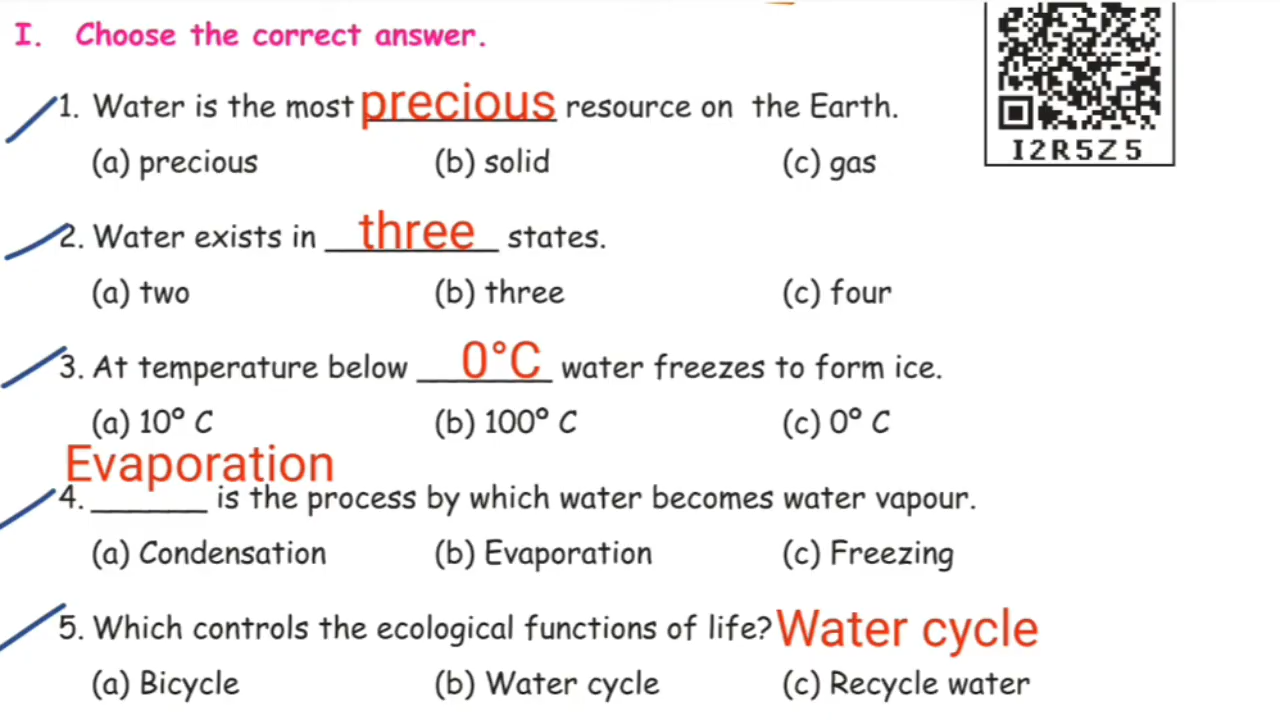 I. Choose the correct answer.
I2R5Z5
1. Water is the most precious resource on the Earth.
(a) precious (b) solid (c) gas
2. Water exists in three states.
(a) two (b) three (c) four
3. At temperature below 0°C water freezes to form ice.
(a) 10° C (b) 100° C (c) 0° C
Evaporation
4. ______ is the process by which water becomes water vapour.
(a) Condensation (b) Evaporation (c) Freezing
5. Which controls the ecological functions of life? Water cycle
(a) Bicycle (b) Water cycle (c) Recycle water